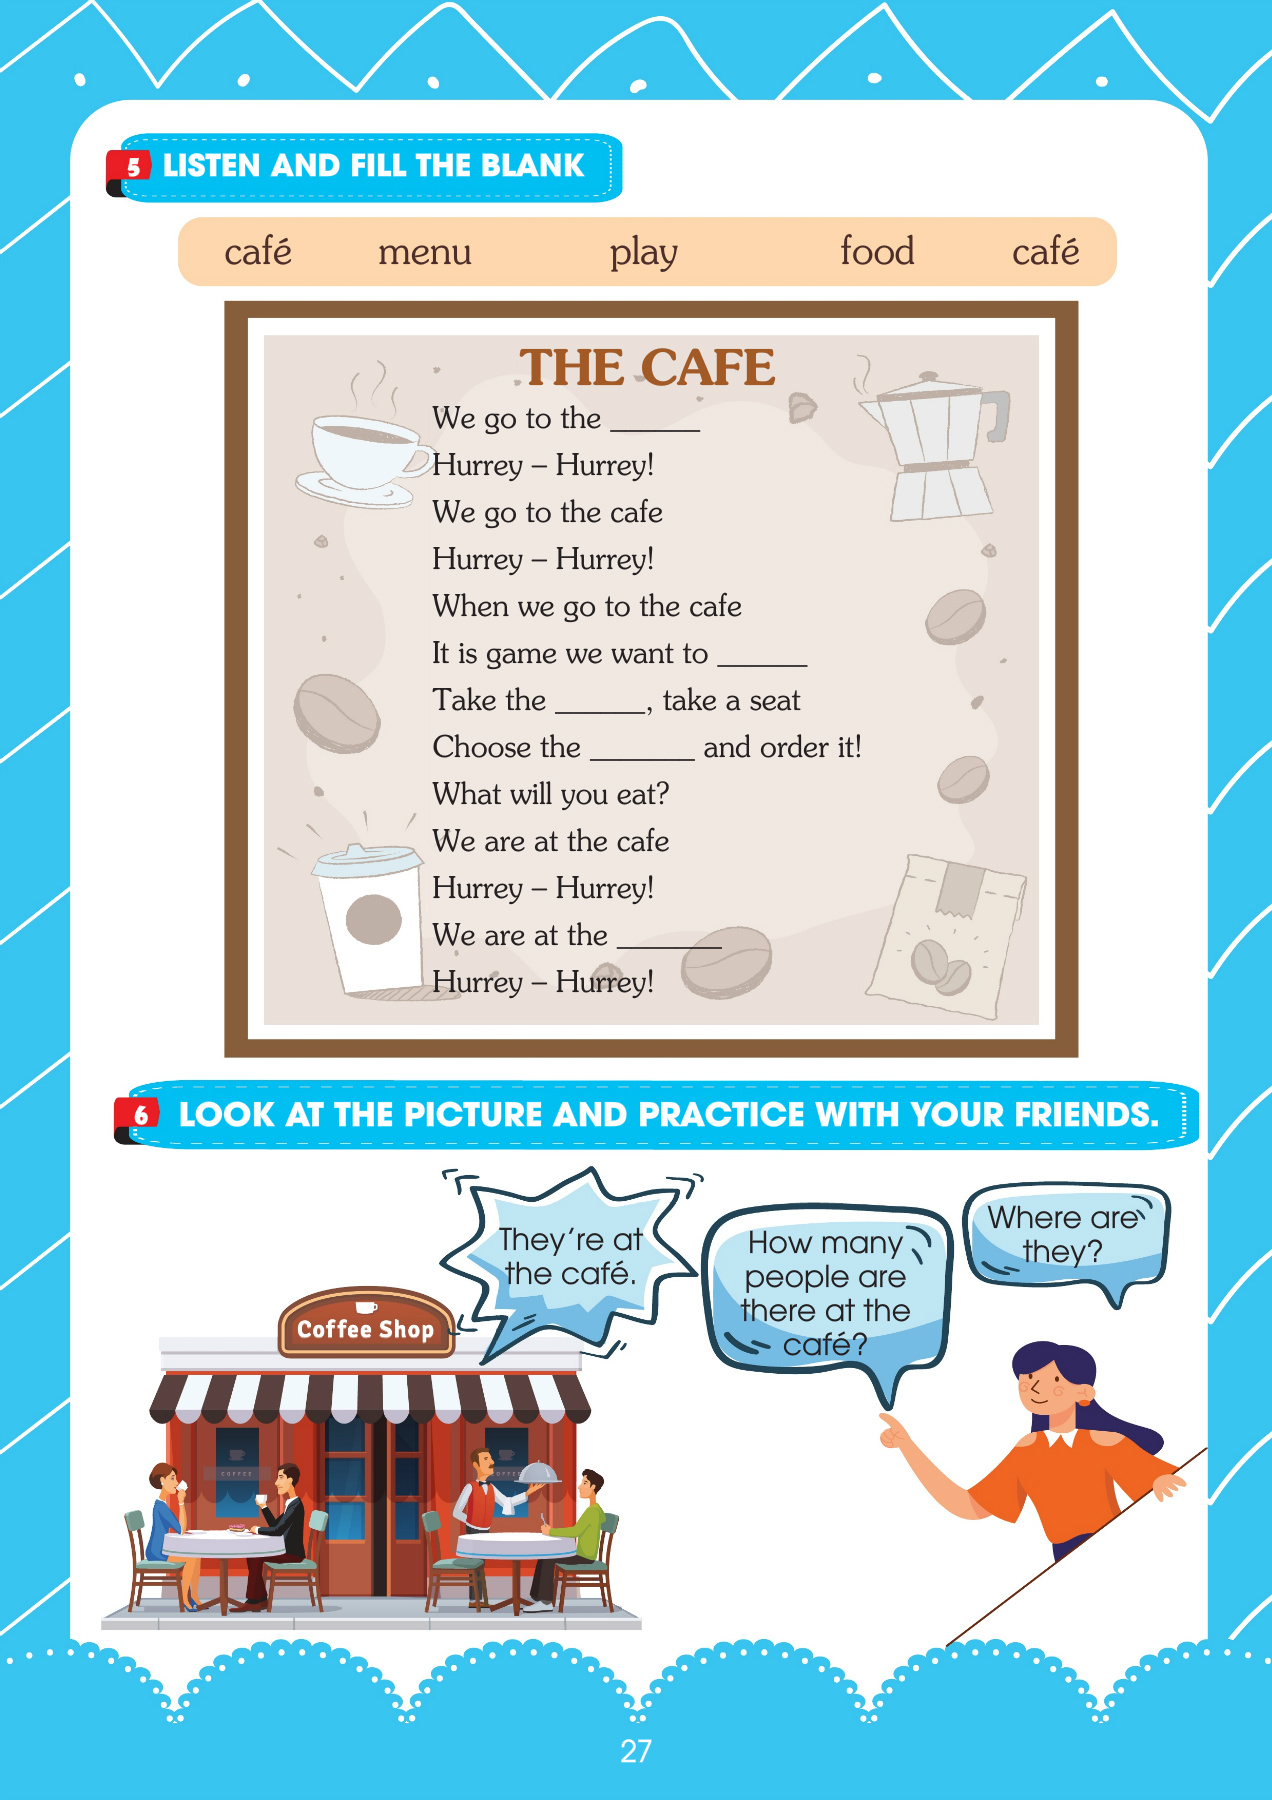 5 LISTEN AND FILL THE BLANK
café menu play food café
THE CAFE
We go to the ______
Hurrey – Hurrey!
We go to the cafe
Hurrey – Hurrey!
When we go to the cafe
It is game we want to ______
Take the ______, take a seat
Choose the _______ and order it!
What will you eat?
We are at the cafe
Hurrey – Hurrey!
We are at the _______
Hurrey – Hurrey!
6 LOOK AT THE PICTURE AND PRACTICE WITH YOUR FRIENDS.
They're at
the café.
How many
people are
there at the
café?
Where are
they?
Coffee Shop
COFFEE
COFFEE
27